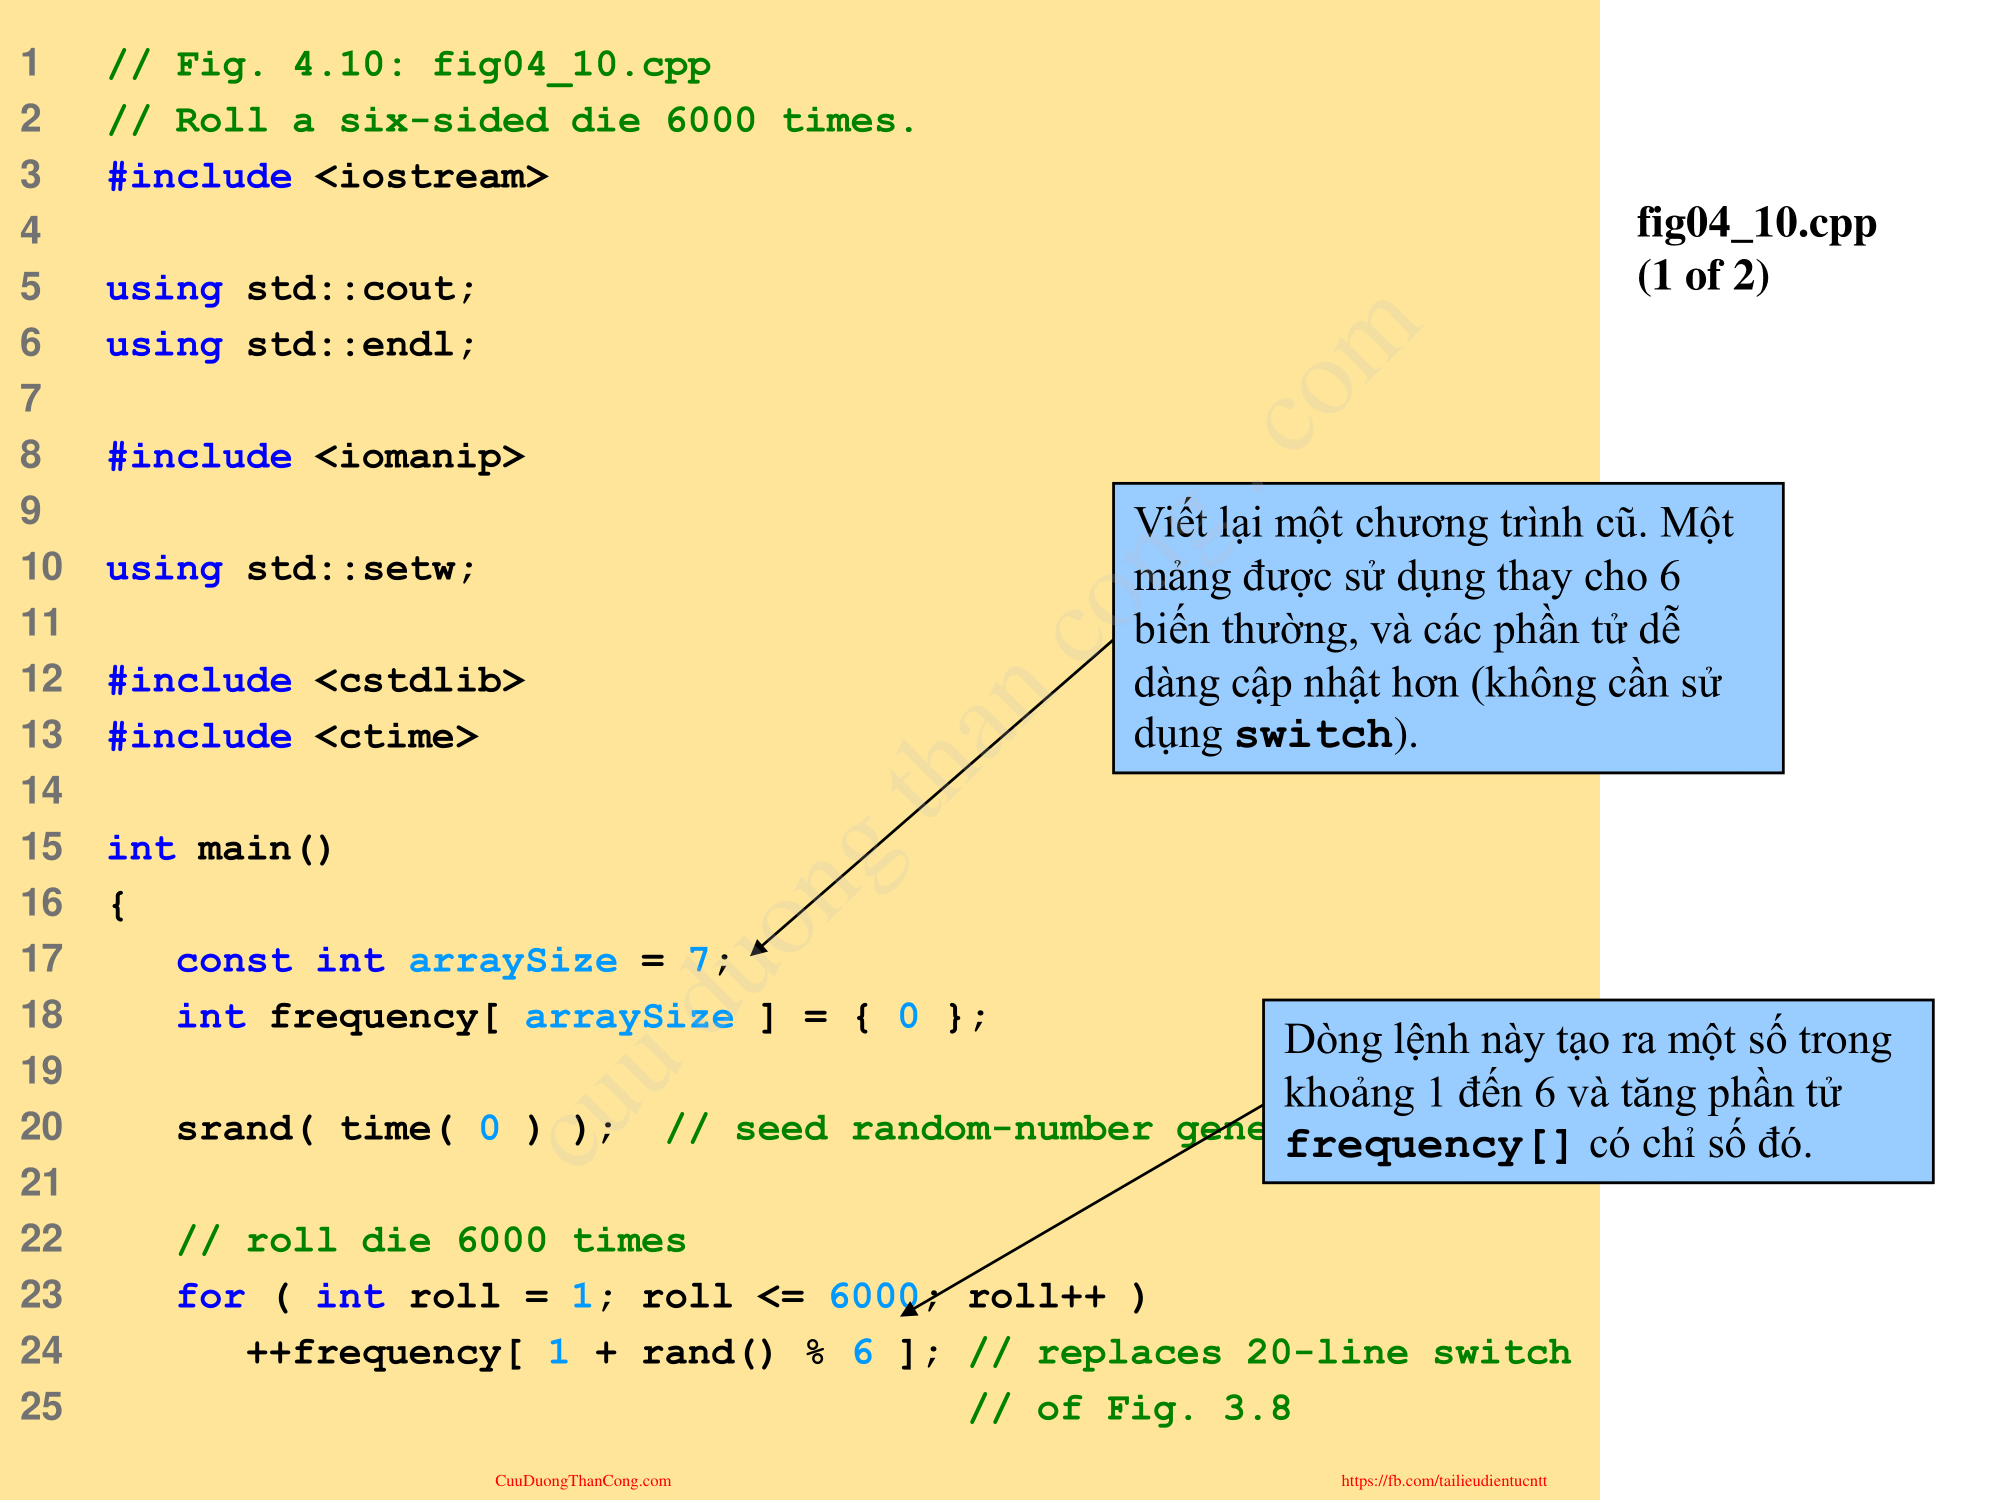 1 // Fig. 4.10: fig04_10.cpp
2 // Roll a six-sided die 6000 times.
3 #include <iostream>
4
5 using std::cout;
6 using std::endl;
7
8 #include <iomanip>
9
10 using std::setw;
11
12 #include <cstdlib>
13 #include <ctime>
14
15 int main()
16 {
17 const int arraySize = 7;
18 int frequency[ arraySize ] = { 0 };
19
20 srand( time( 0 ) ); // seed random-number gene
21
22 // roll die 6000 times
23 for ( int roll = 1; roll <= 6000; roll++ )
24 ++frequency[ 1 + rand() % 6 ]; // replaces 20-line switch
25 // of Fig. 3.8
fig04_10.cpp
(1 of 2)
Viết lại một chương trình cũ. Một
mảng được sử dụng thay cho 6
biến thường, và các phần tử dễ
dàng cập nhật hơn (không cần sử
dụng switch).
Dòng lệnh này tạo ra một số trong
khoảng 1 đến 6 và tăng phần tử
frequency[] có chỉ số đó.
cuu duong than cong . com
CuuDuongThanCong.com
https://fb.com/tailieudientucntt